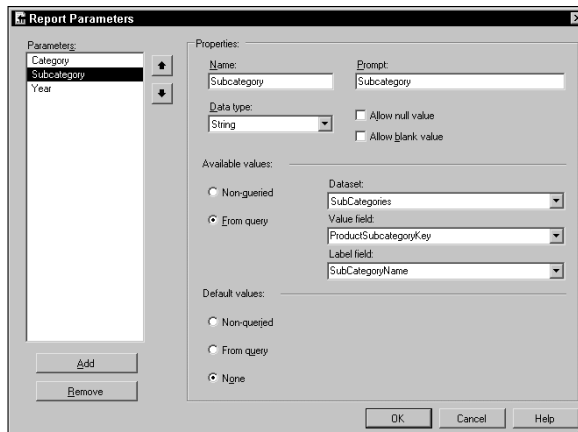 Report Parameters
Parameters:
Category
Subcategory
Year
Add
Remove
Properties:
Name:
Prompt:
Subcategory
Subcategory
Data type:
String
Allow null value
Allow blank value
Available values:
Non-queried
From query
Dataset:
SubCategories
Value field:
ProductSubcategoryKey
Label field:
SubCategoryName
Default values:
Non-queried
From query
None
OK
Cancel
Help